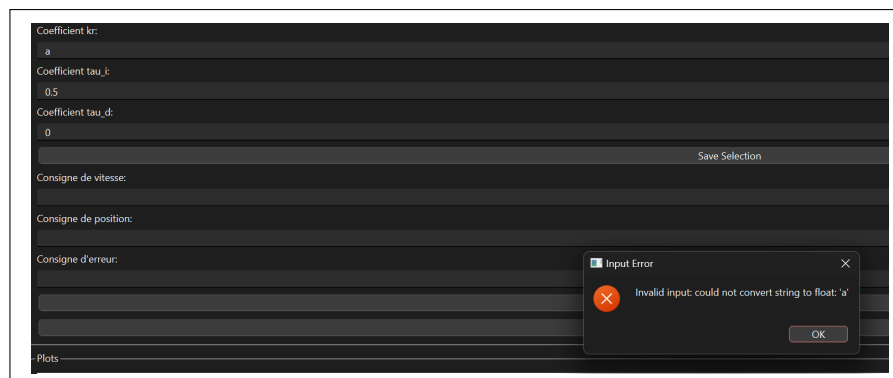 Coefficient kr:
a
Coefficient tau_i:
0.5
Coefficient tau_d:
0
Save Selection
Consigne de vitesse:
Consigne de position:
Consigne d'erreur:
Input Error
Invalid input: could not convert string to float: 'a'
OK
Plots